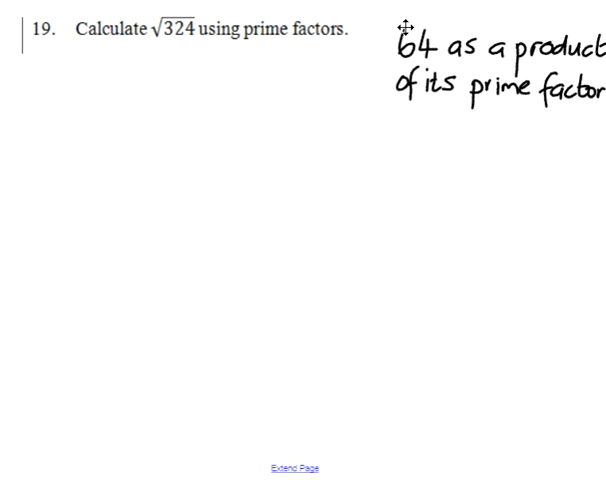 19. Calculate √324 using prime factors.
64 as a product
of its prime factor
Extend Page